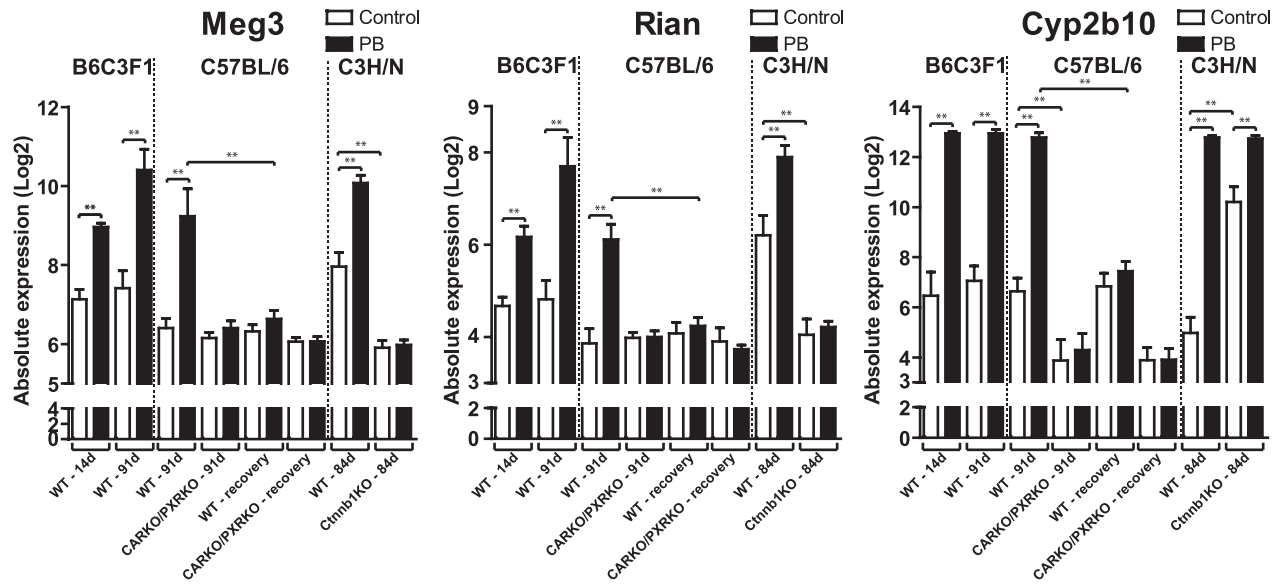 Meg3
Control
PB
B6C3F1
C57BL/6
C3H/N
Absolute expression (Log2)
12
10
8
6
5
4
2
0
**
**
**
**
**
**
WT - 14d
WT - 91d
WT - 91d
CARKO/PXRKO - 91d
WT - recovery
CARKO/PXRKO - recovery
WT - 84d
Ctnnb1KO - 84d
Rian
Control
PB
B6C3F1
C57BL/6
C3H/N
Absolute expression (Log2)
9
8
6
4
3
2
0
**
**
**
**
**
**
WT - 14d
WT - 91d
WT - 91d
CARKO/PXRKO - 91d
WT - recovery
CARKO/PXRKO - recovery
WT - 84d
Ctnnb1KO - 84d
Cyp2b10
Control
PB
B6C3F1
C57BL/6
C3H/N
Absolute expression (Log2)
14
12
10
8
6
4
3
2
0
**
**
**
**
**
**
**
**
WT - 14d
WT - 91d
WT - 91d
CARKO/PXRKO - 91d
WT - recovery
CARKO/PXRKO - recovery
WT - 84d
Ctnnb1KO - 84d